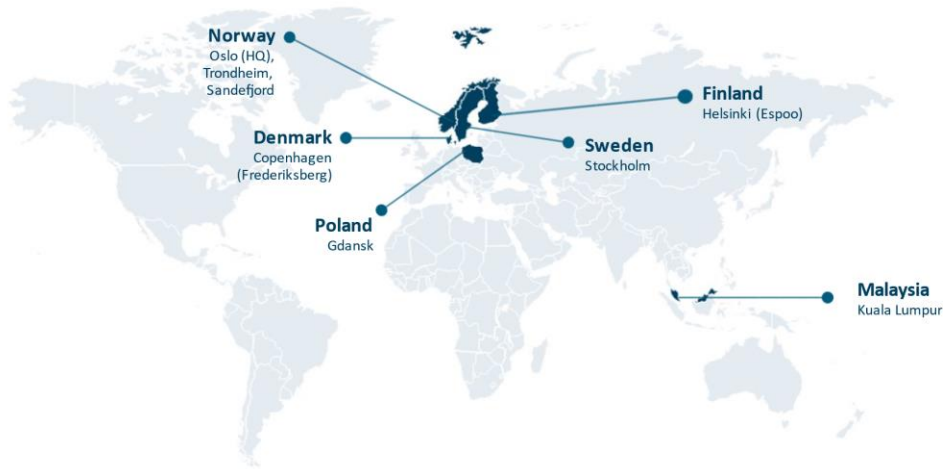 Norway
Oslo (HQ),
Trondheim,
Sandefjord
Finland
Helsinki (Espoo)
Denmark
Copenhagen
(Frederiksberg)
Sweden
Stockholm
Poland
Gdansk
Malaysia
Kuala Lumpur